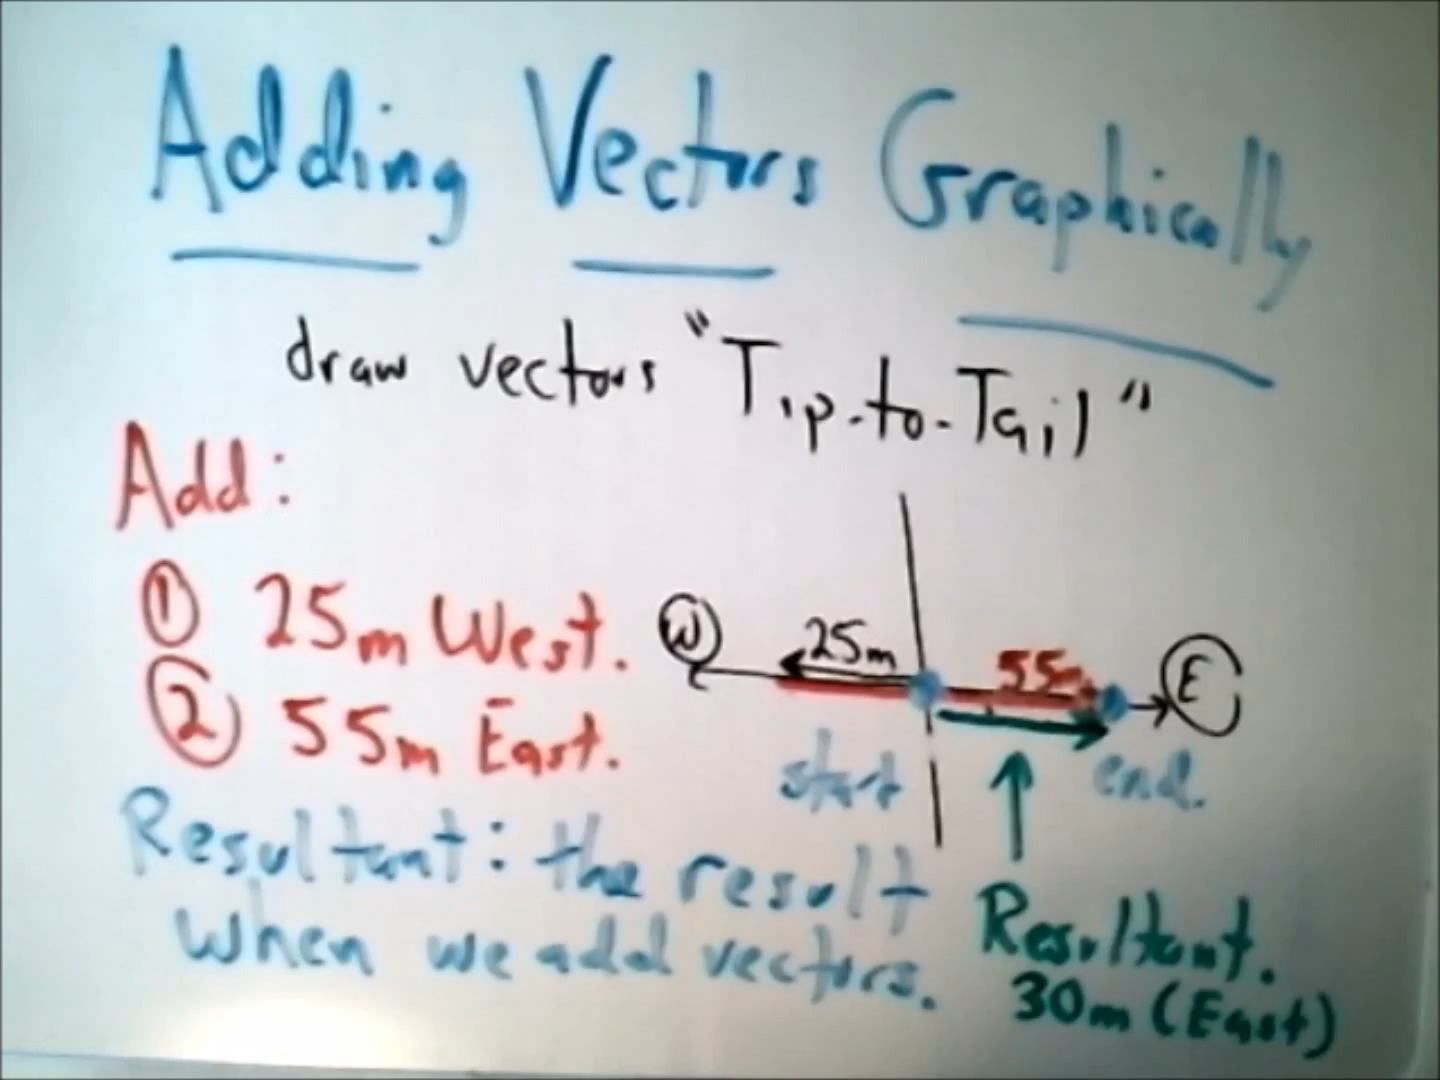 Adding Vectors Graphically
draw vectors "Tip-to-Tail"
Add:
① 25m West.
② 55m East.
W
25m
55m
E
start
end.
Resultant: the result
when we add vectors.
Resultant.
30m (East)